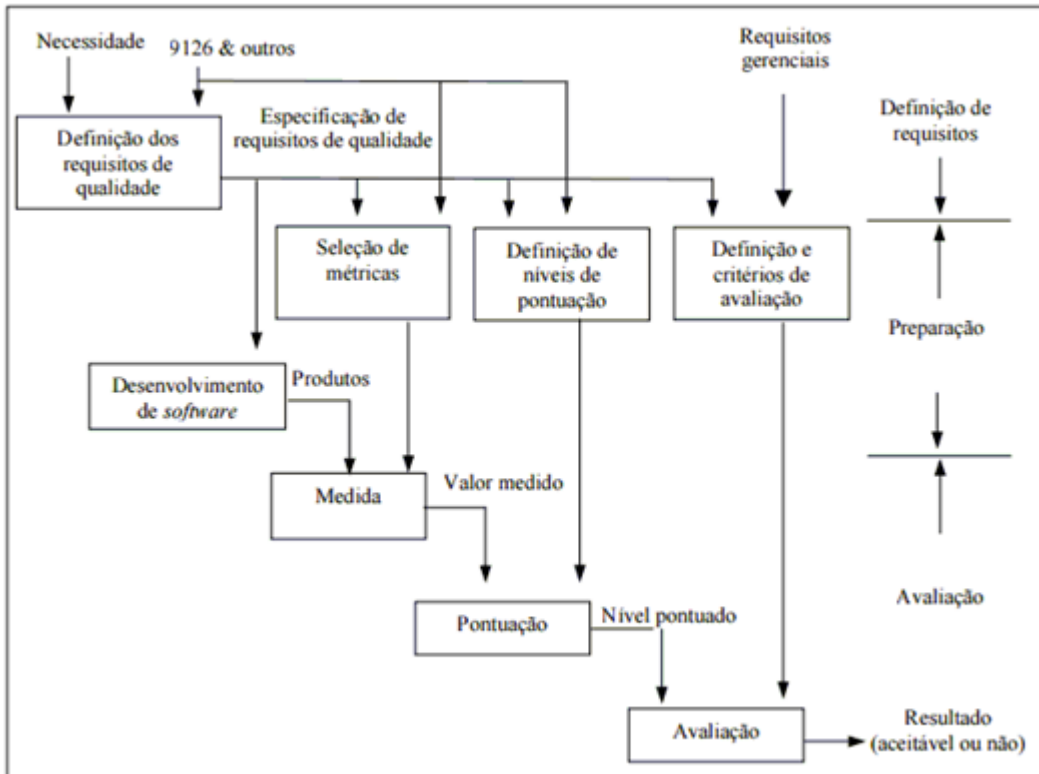 Necessidade
9126 & outros
Requisitos
gerenciais
Definição dos
requisitos de
qualidade
Especificação de
requisitos de qualidade
Definição de
requisitos
Seleção de
métricas
Definição de
níveis de
pontuação
Definição e
critérios de
avaliação
Preparação
Desenvolvimento
de software
Produtos
Medida
Valor medido
Avaliação
Pontuação
Nível pontuado
Avaliação
Resultado
(aceitável ou não)